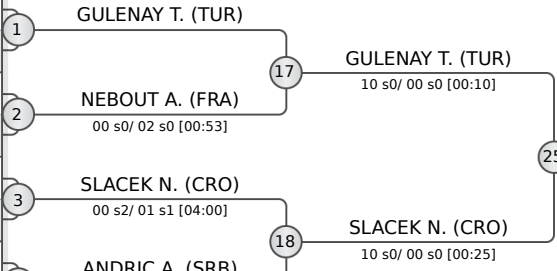 GULENAY T. (TUR)
1
17
GULENAY T. (TUR)
10 s0/ 00 s0 [00:10]
2
NEBOUT A. (FRA)
00 s0/ 02 s0 [00:53]
25
3
SLACEK N. (CRO)
00 s2/ 01 s1 [04:00]
18
SLACEK N. (CRO)
10 s0/ 00 s0 [00:25]
ANDRIC A. (SRB)